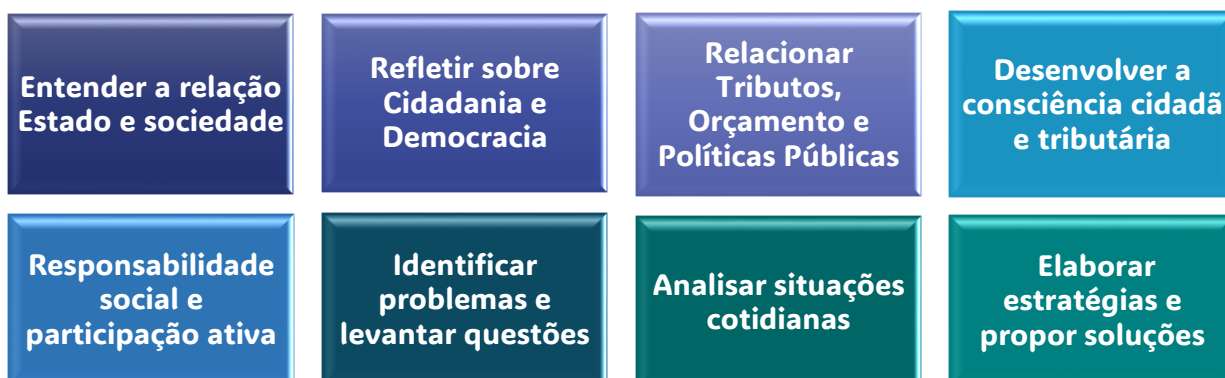 Entender a relação
Estado e sociedade
Refletir sobre
Cidadania e
Democracia
Relacionar
Tributos,
Orçamento e
Políticas Públicas
Desenvolver a
consciência cidadã
e tributária
Responsabilidade
social e
participação ativa
Identificar
problemas e
levantar questões
Analisar situações
cotidianas
Elaborar
estratégias e
propor soluções